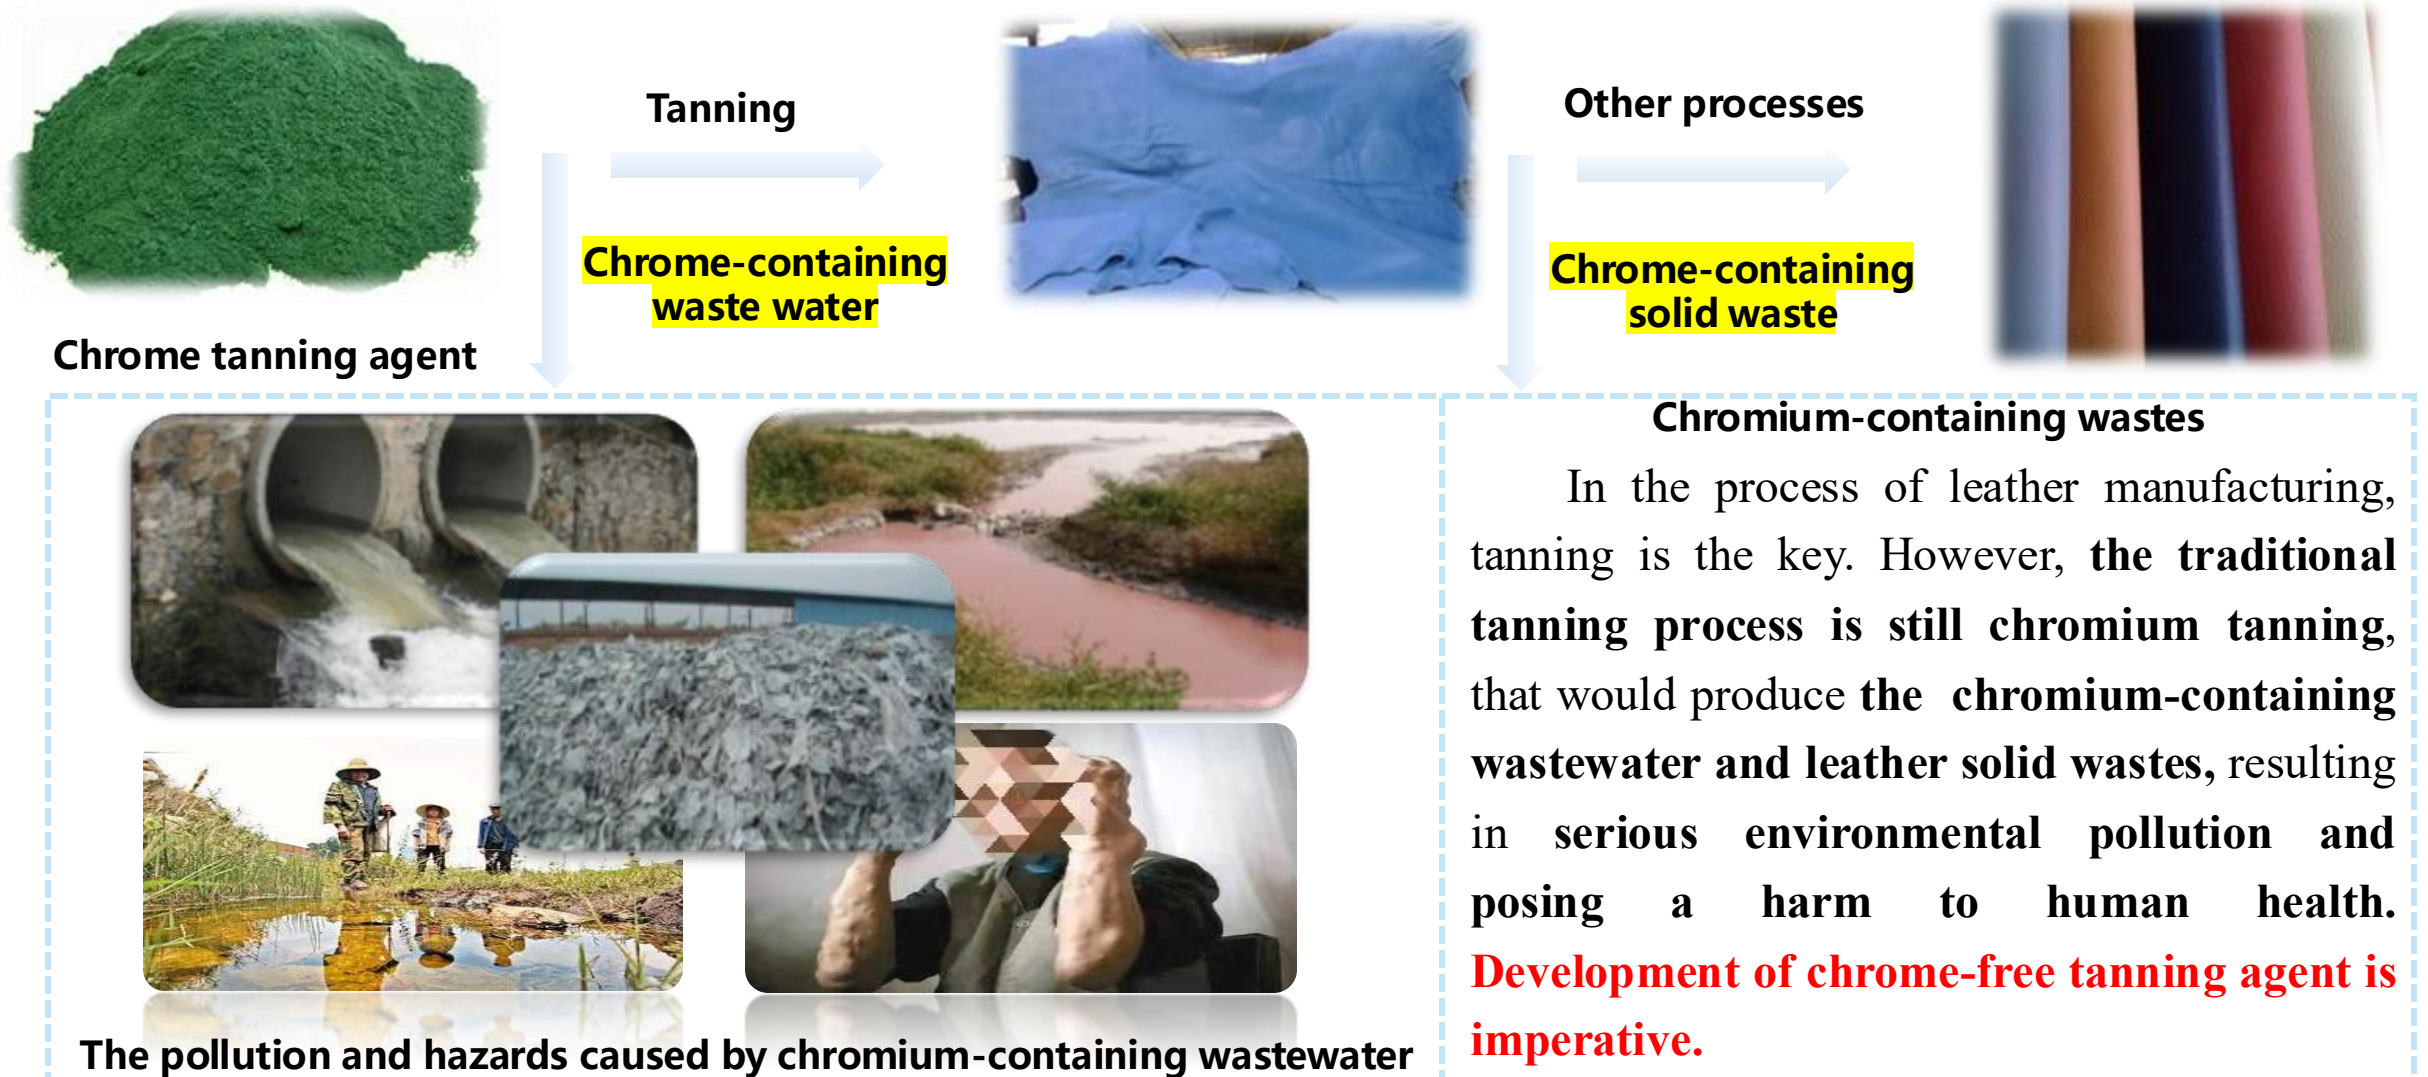 Tanning
Other processes
Chrome-containing
waste water
Chrome-containing
solid waste
Chrome tanning agent
Chromium-containing wastes
In the process of leather manufacturing,
tanning is the key. However, the traditional
tanning process is still chromium tanning,
that would produce the chromium-containing
wastewater and leather solid wastes, resulting
in serious environmental pollution and
posing a harm to human health.
Development of chrome-free tanning agent is
imperative.
The pollution and hazards caused by chromium-containing wastewater